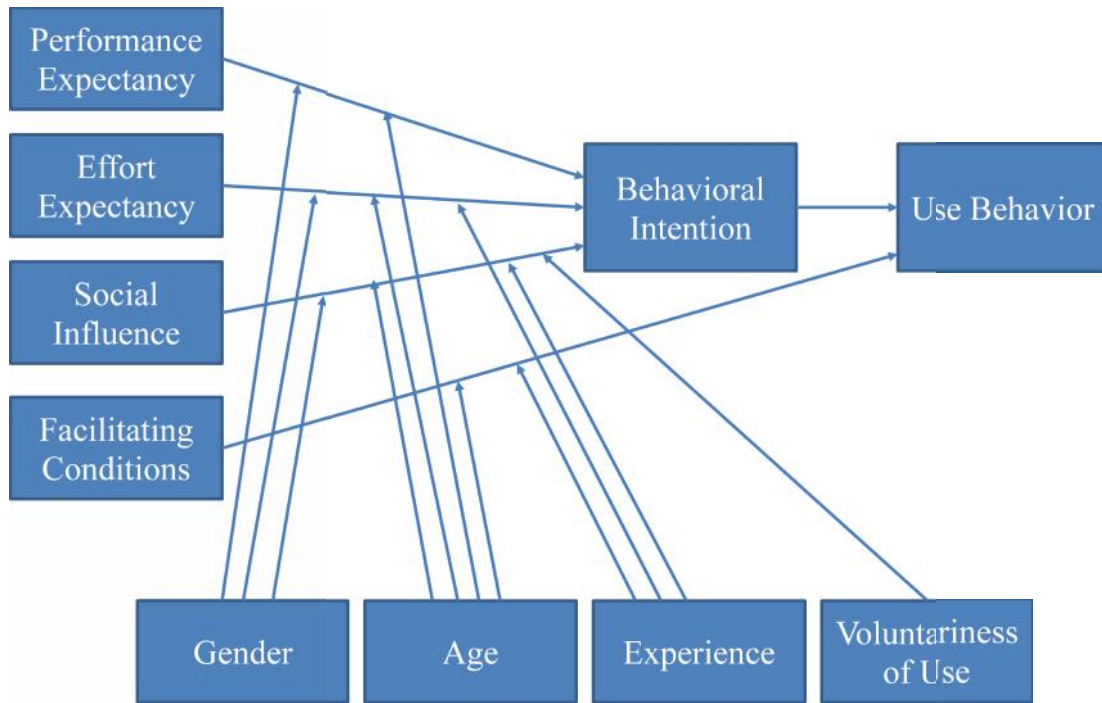 Performance
Expectancy
Effort
Expectancy
Social
Influence
Facilitating
Conditions
Behavioral
Intention
Use Behavior
Gender
Age
Experience
Voluntariness
of Use